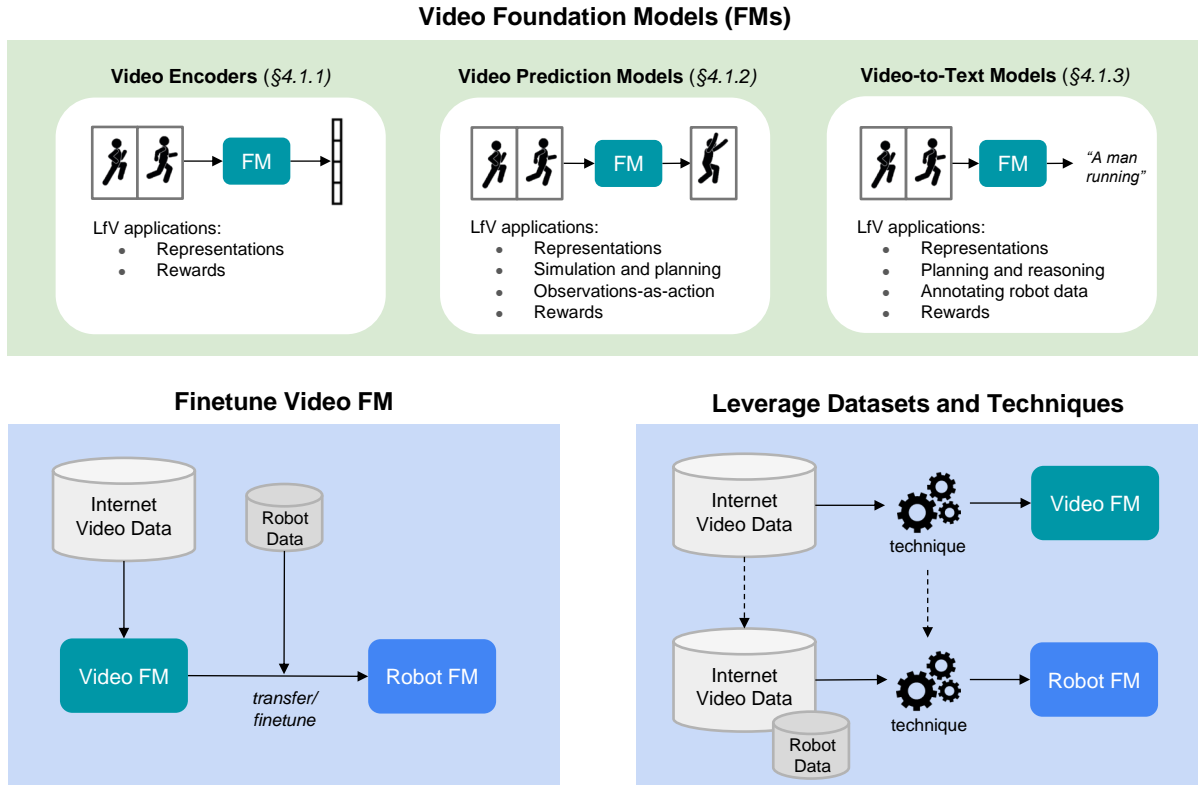 Video Foundation Models (FMs)
Video Encoders (§4.1.1)
FM
LfV applications:
● Representations
● Rewards
Video Prediction Models (§4.1.2)
FM
LfV applications:
● Representations
● Simulation and planning
● Observations-as-action
● Rewards
Video-to-Text Models (§4.1.3)
FM
“A man
running”
LfV applications:
● Representations
● Planning and reasoning
● Annotating robot data
● Rewards
Finetune Video FM
Internet
Video Data
Robot
Data
Video FM
transfer/
finetune
Robot FM
Leverage Datasets and Techniques
Internet
Video Data
technique
Video FM
Internet
Video Data
Robot
Data
technique
Robot FM